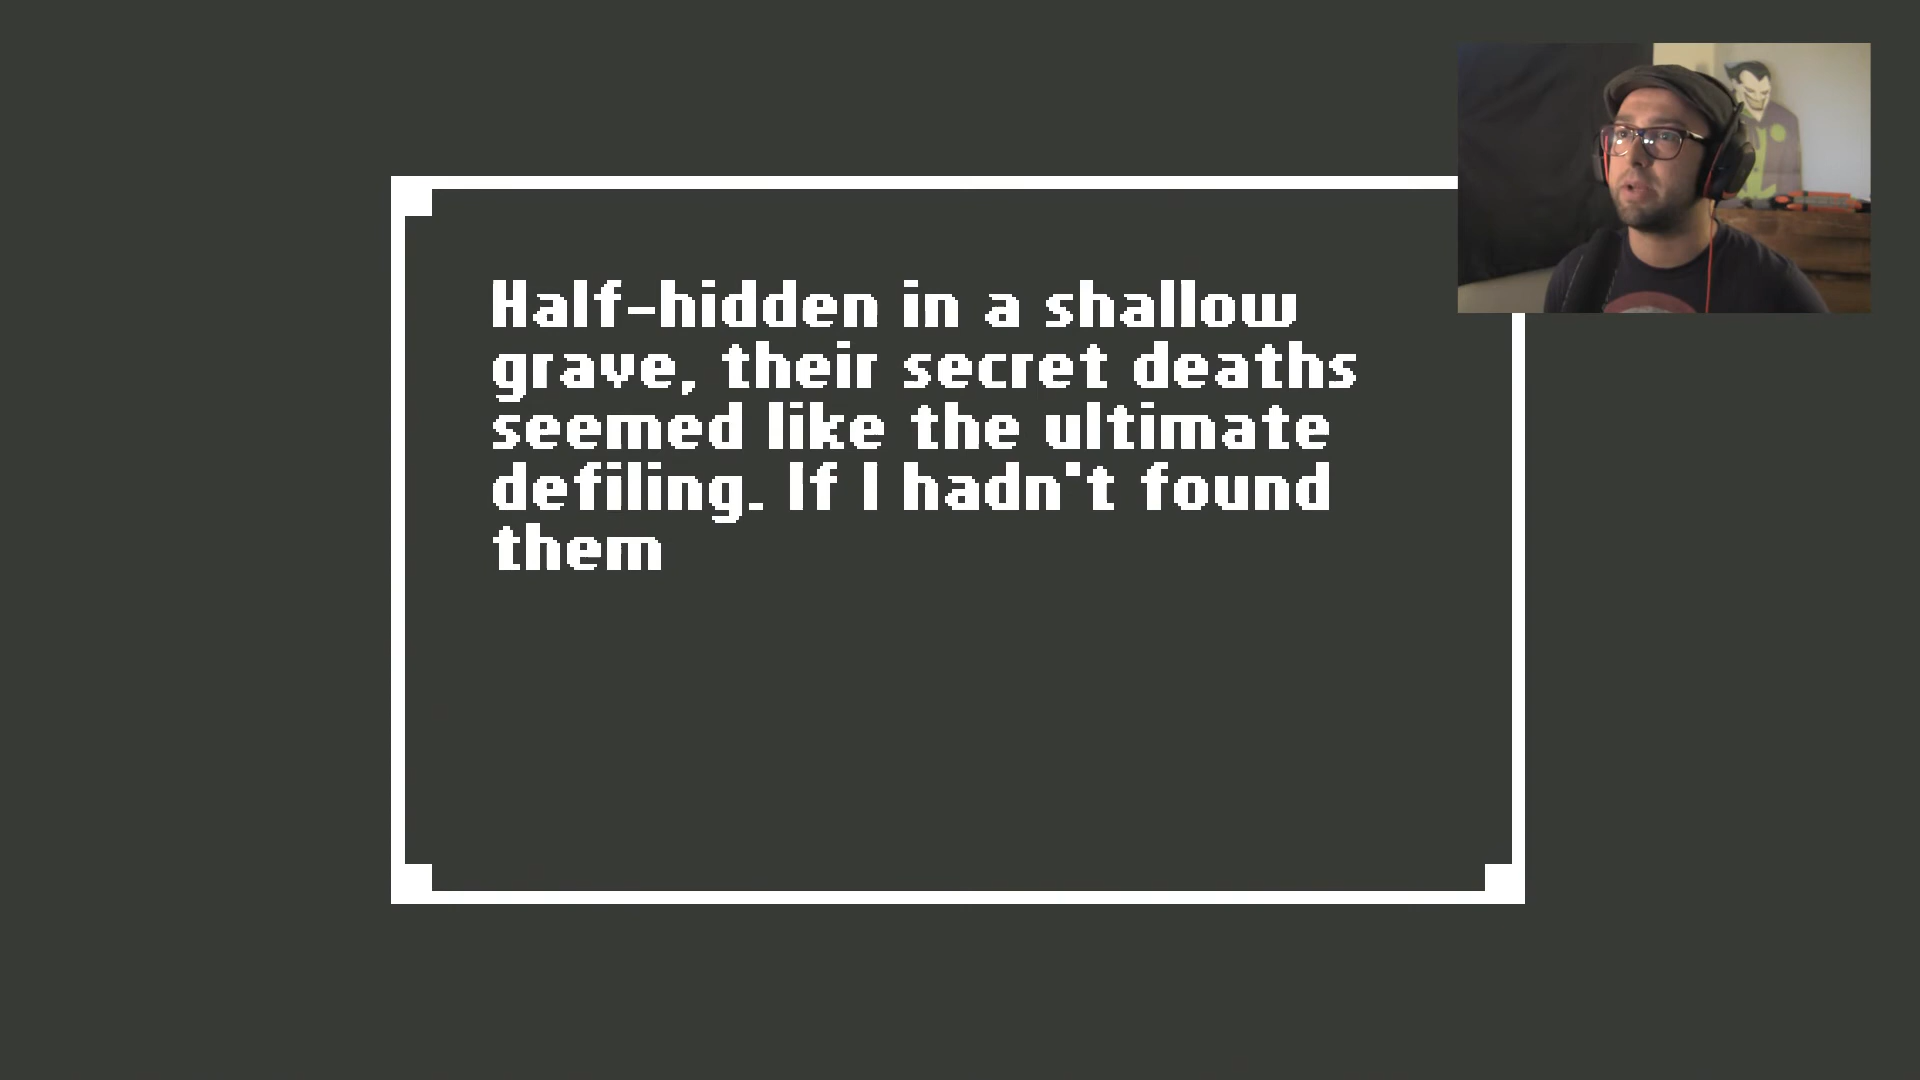 Half-hidden in a shallow
grave, their secret deaths
seemed like the ultimate
defiling. If I hadn't found
them